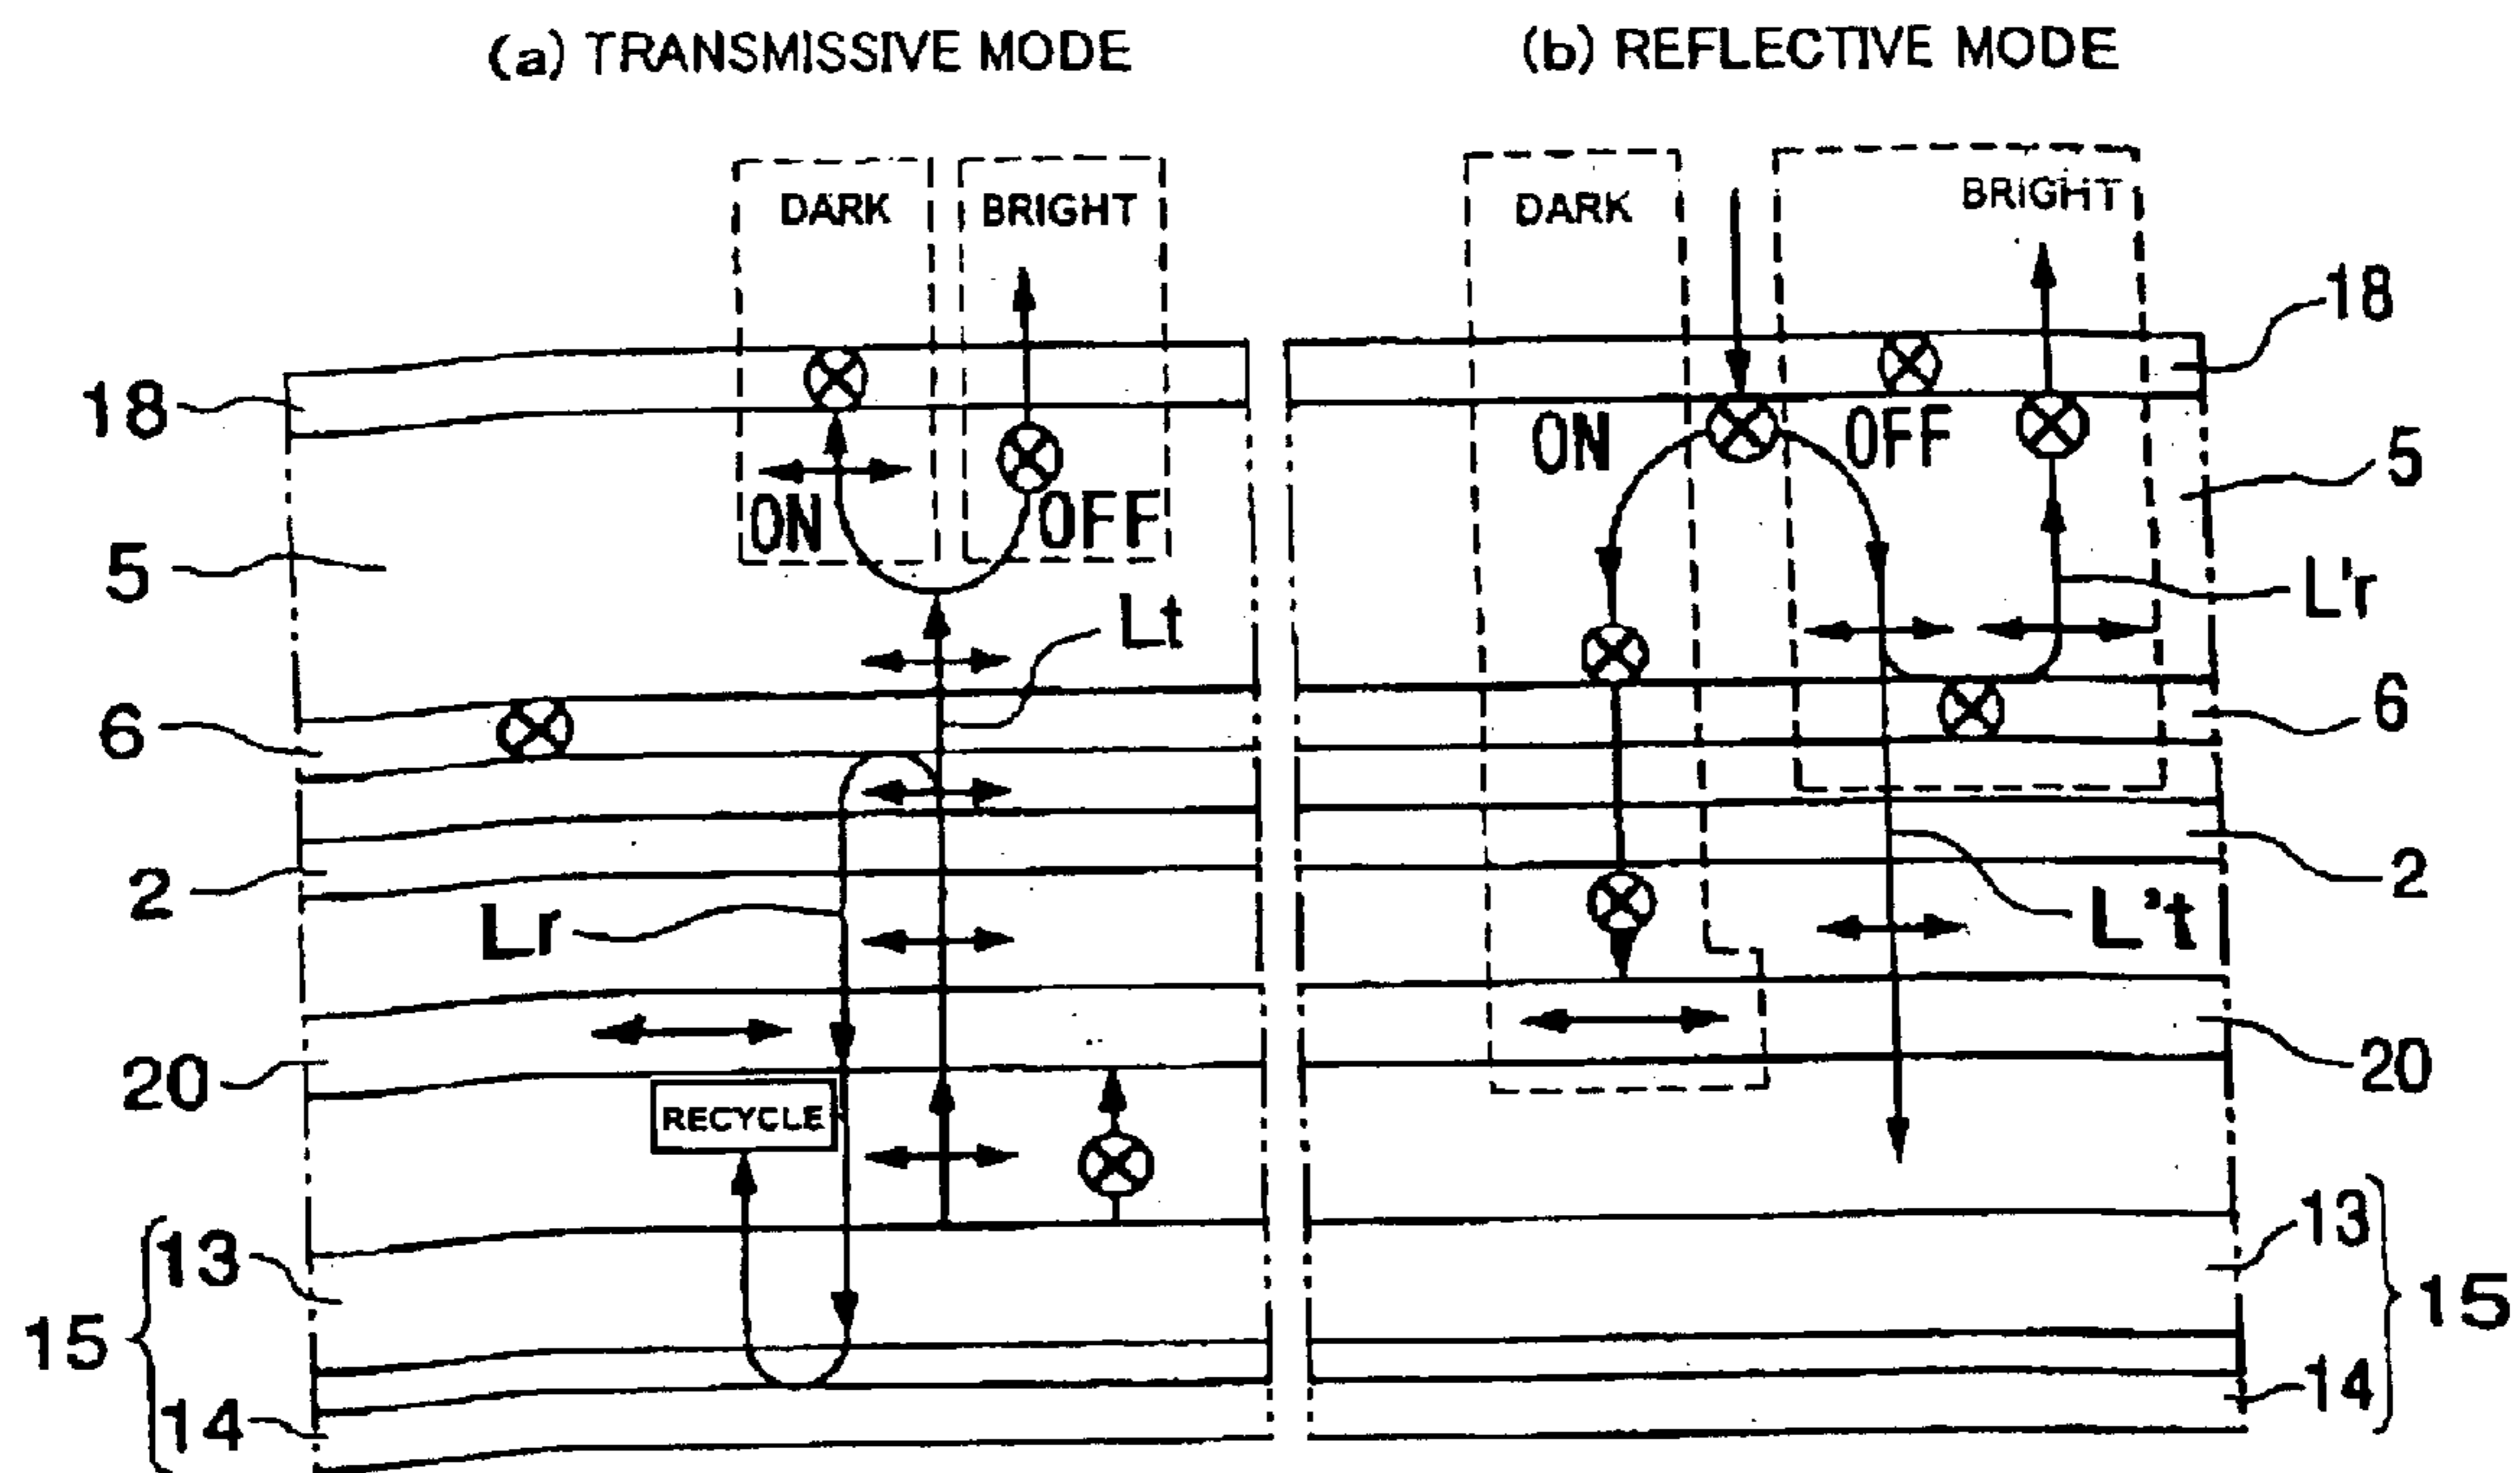 (a) TRANSMISSIVE MODE
(b) REFLECTIVE MODE
DARK
BRIGHT
DARK
BRIGHT
18
18
ON
OFF
5
ON
OFF
5
L'r
Lt
6
6
2
2
Lr
L't
20
20
RECYCLE
13
13
15
15
14
14